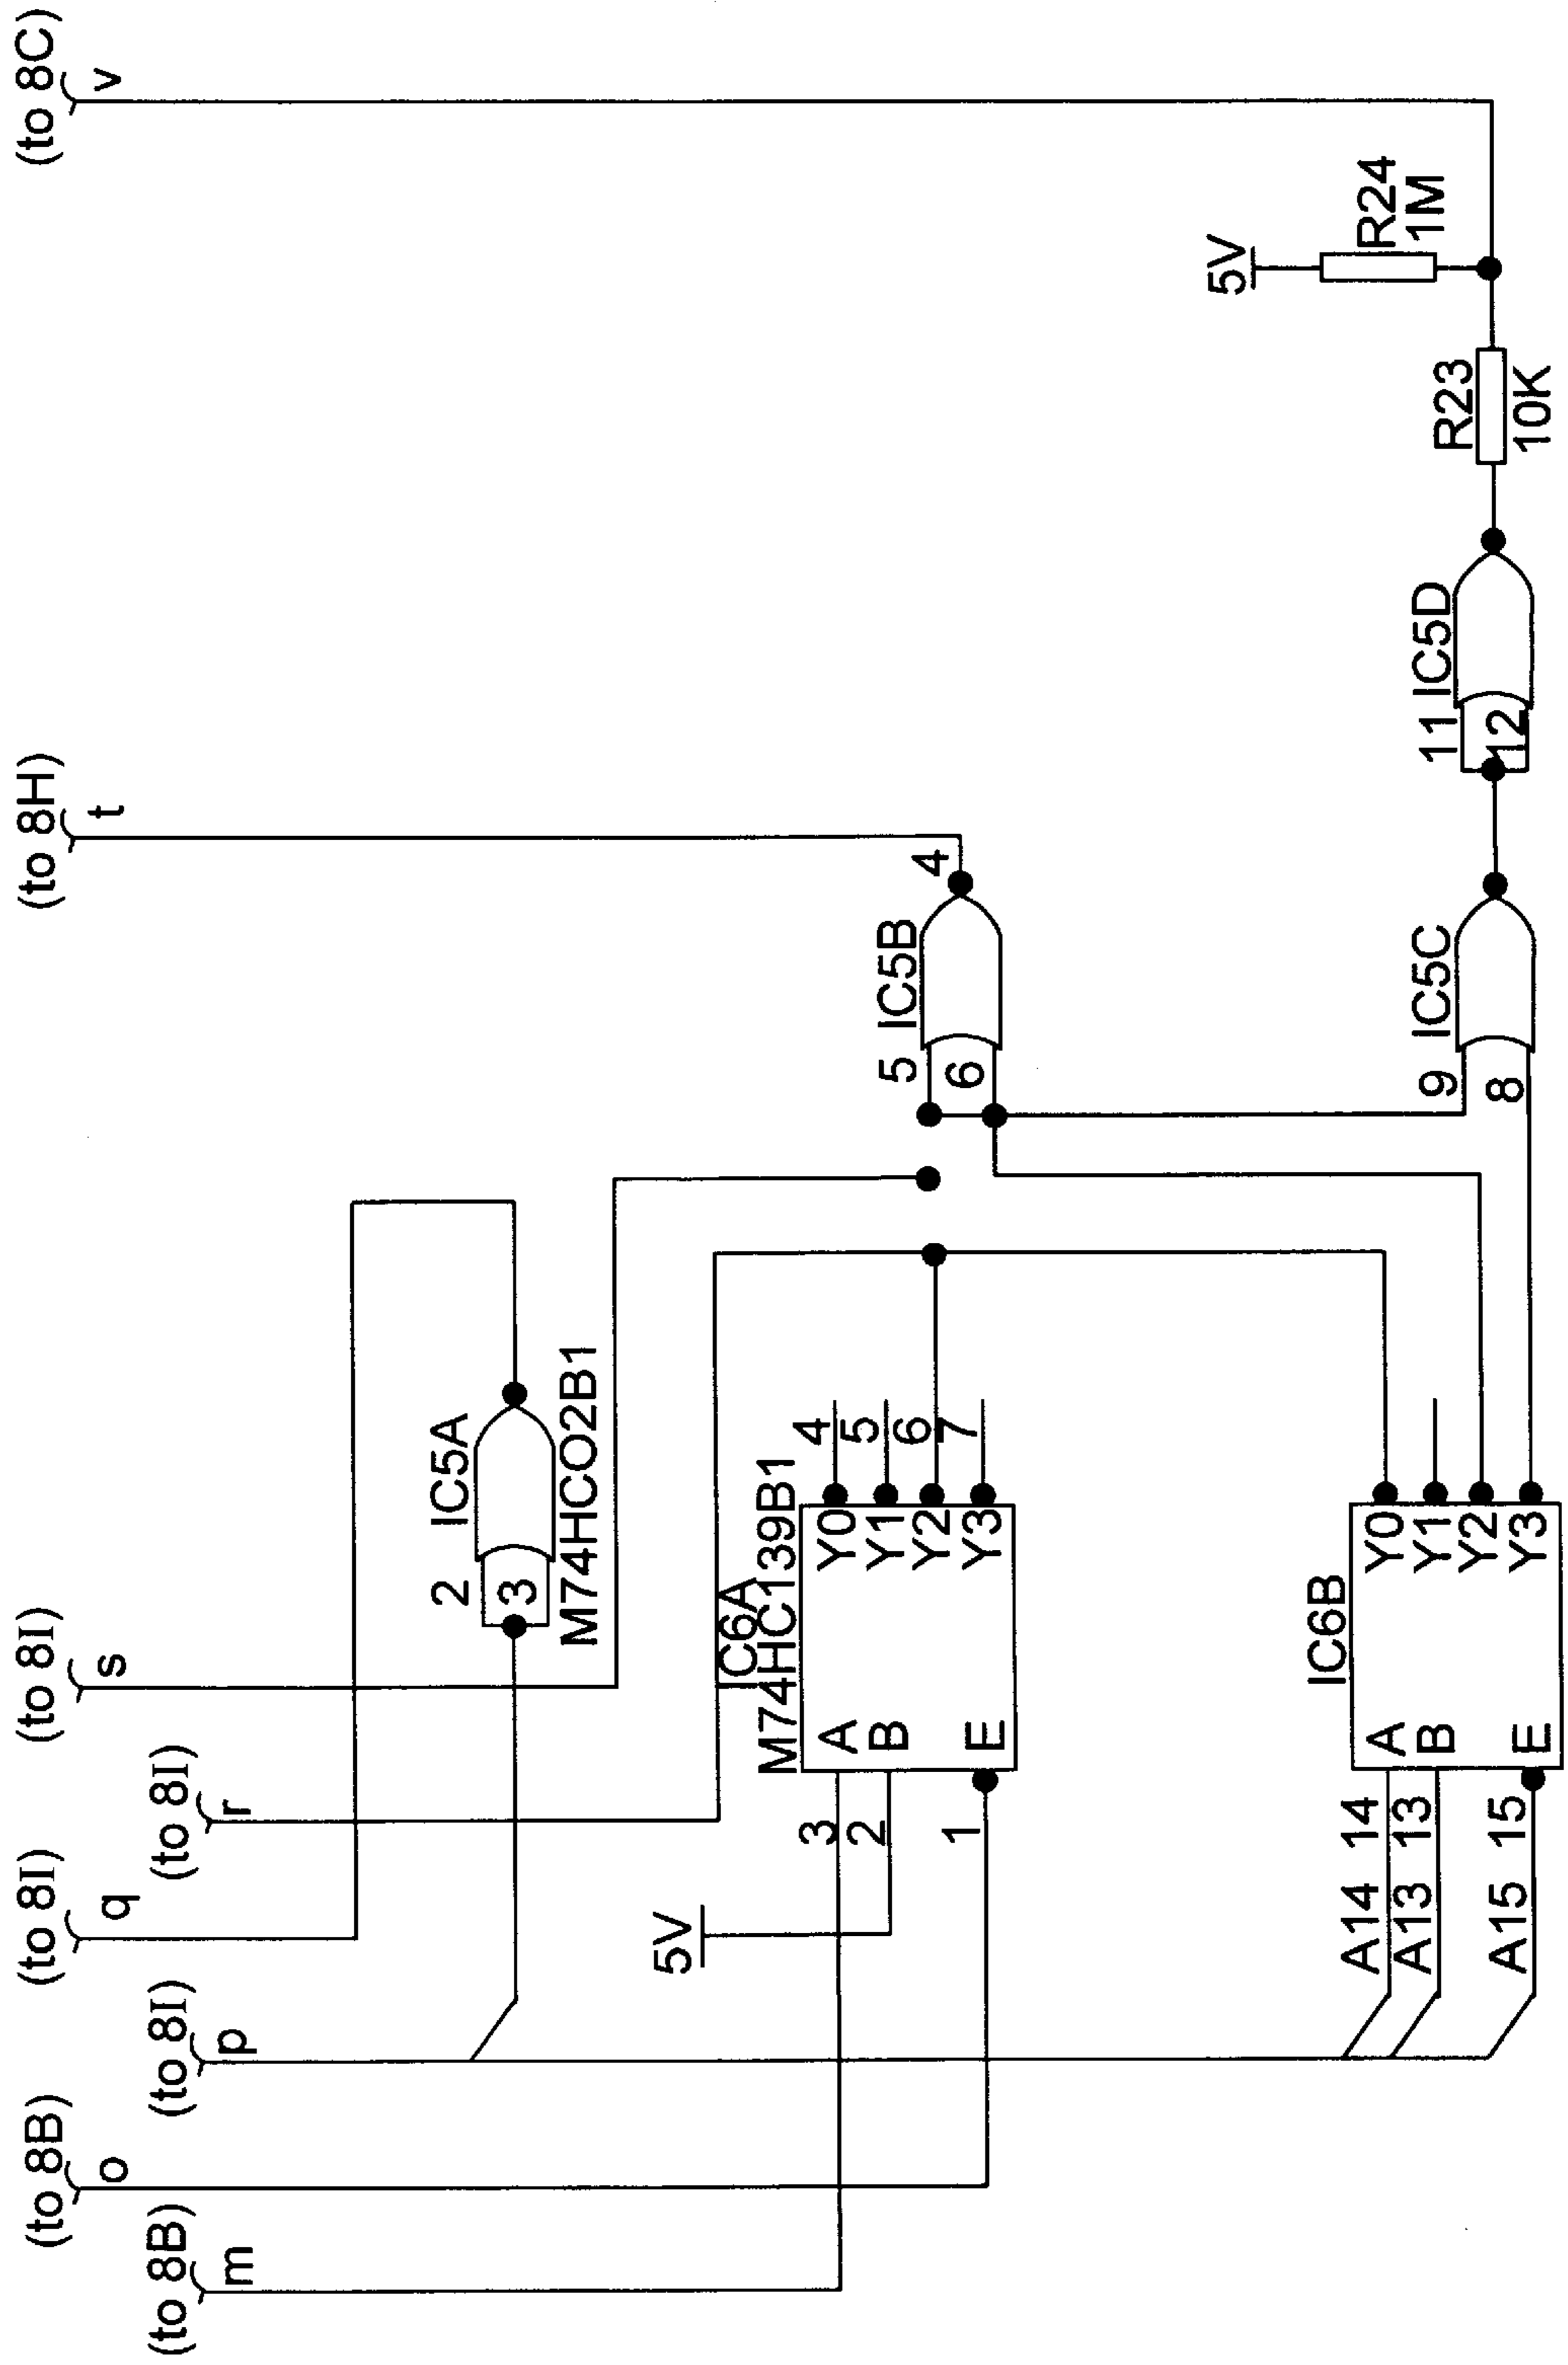 (to 8B)
m
(to 8B)
o
(to 8I)
p
(to 8I)
q
(to 8I)
r
(to 8I)
s
(to 8H)
t
(to 8C)
v
IC5A
2
3
M74HCO2B1
5V
IC6A
M74HC139B1
3
A
Y0
4
2
B
Y1
5
Y2
6
1
E
Y3
7
IC5B
5
6
4
IC6B
A14 14
A
Y0
A13 13
B
Y1
Y2
A15 15
E
Y3
IC5C
9
8
IC5D
11
12
R23
10K
5V
R24
1M